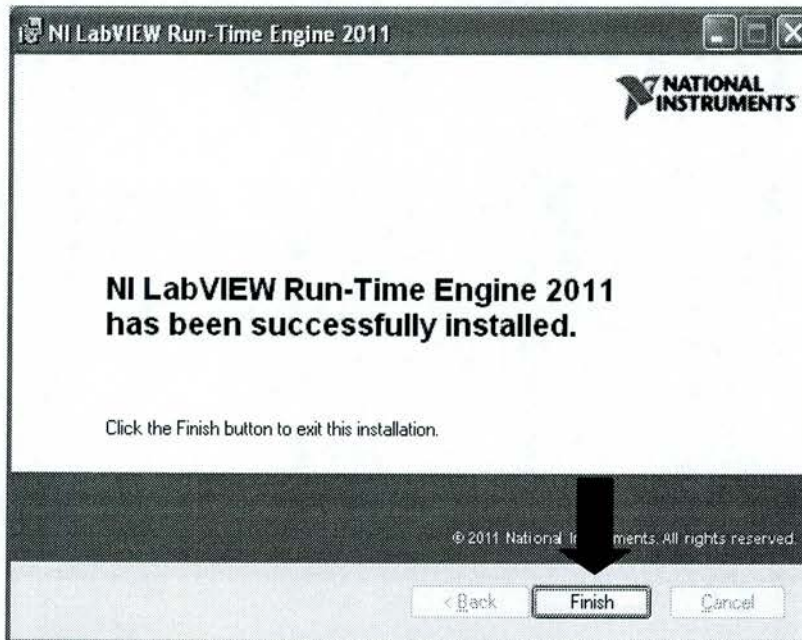 NI LabVIEW Run-Time Engine 2011
NATIONAL
INSTRUMENTS
NI LabVIEW Run-Time Engine 2011
has been successfully installed.
Click the Finish button to exit this installation.
© 2011 National In ments. All rights reserved.
< Back
Finish
Cancel